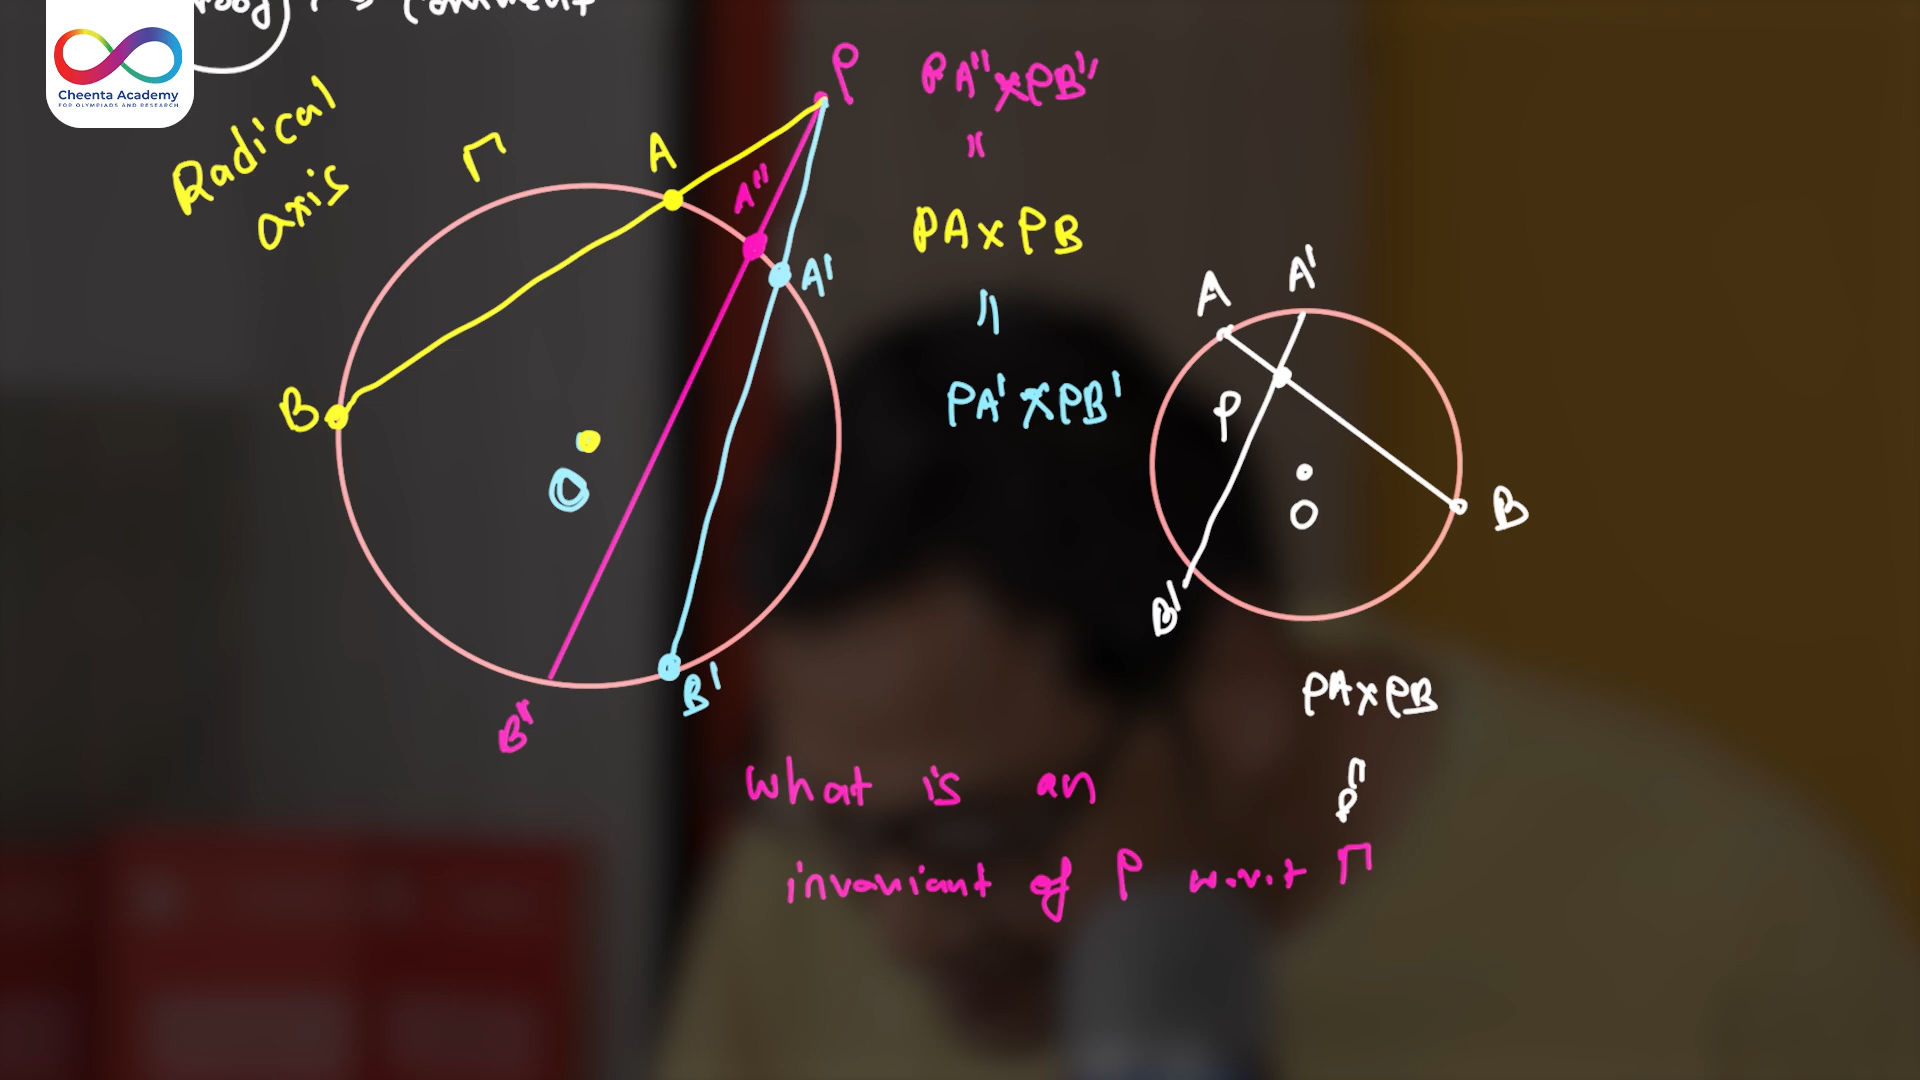 Cheenta Academy
FOR OLYMPIADS AND RESEARCH
Radical
axis
Γ
A
P
A"
A'
B
O
B"
B'
PA" x PB"
=
PA x PB
=
PA' x PB'
A
A'
P
O
B
B'
PA x PB
What is an
invariant of P w.r.t Γ